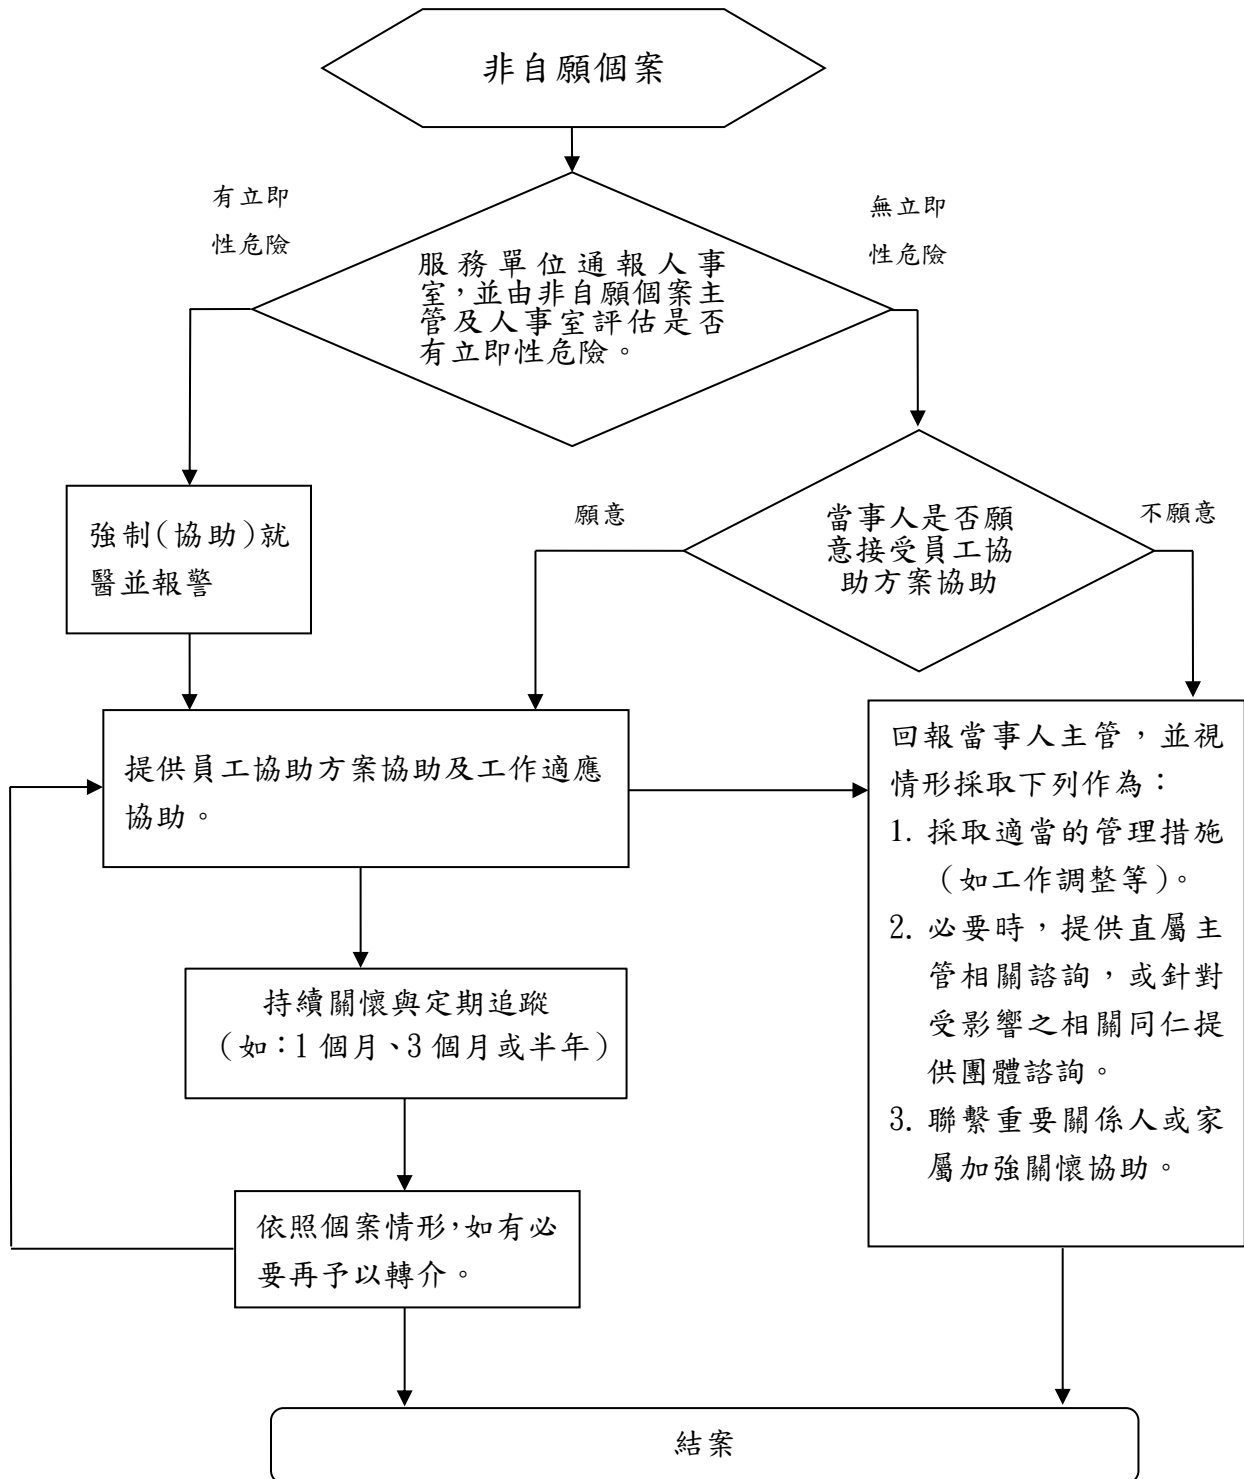 非自願個案
有立即
性危險
無立即
性危險
服務單位通報人事
室，並由非自願個案主
管及人事室評估是否
有立即性危險。
強制(協助)就
醫並報警
願意
當事人是否願
意接受員工協
助方案協助
不願意
提供員工協助方案協助及工作適應
協助。
回報當事人主管，並視
情形採取下列作為：
1. 採取適當的管理措施
（如工作調整等）。
2. 必要時，提供直屬主
管相關諮詢，或針對
受影響之相關同仁提
供團體諮詢。
3. 聯繫重要關係人或家
屬加強關懷協助。
持續關懷與定期追蹤
（如：1 個月、3 個月或半年）
依照個案情形，如有必
要再予以轉介。
結案